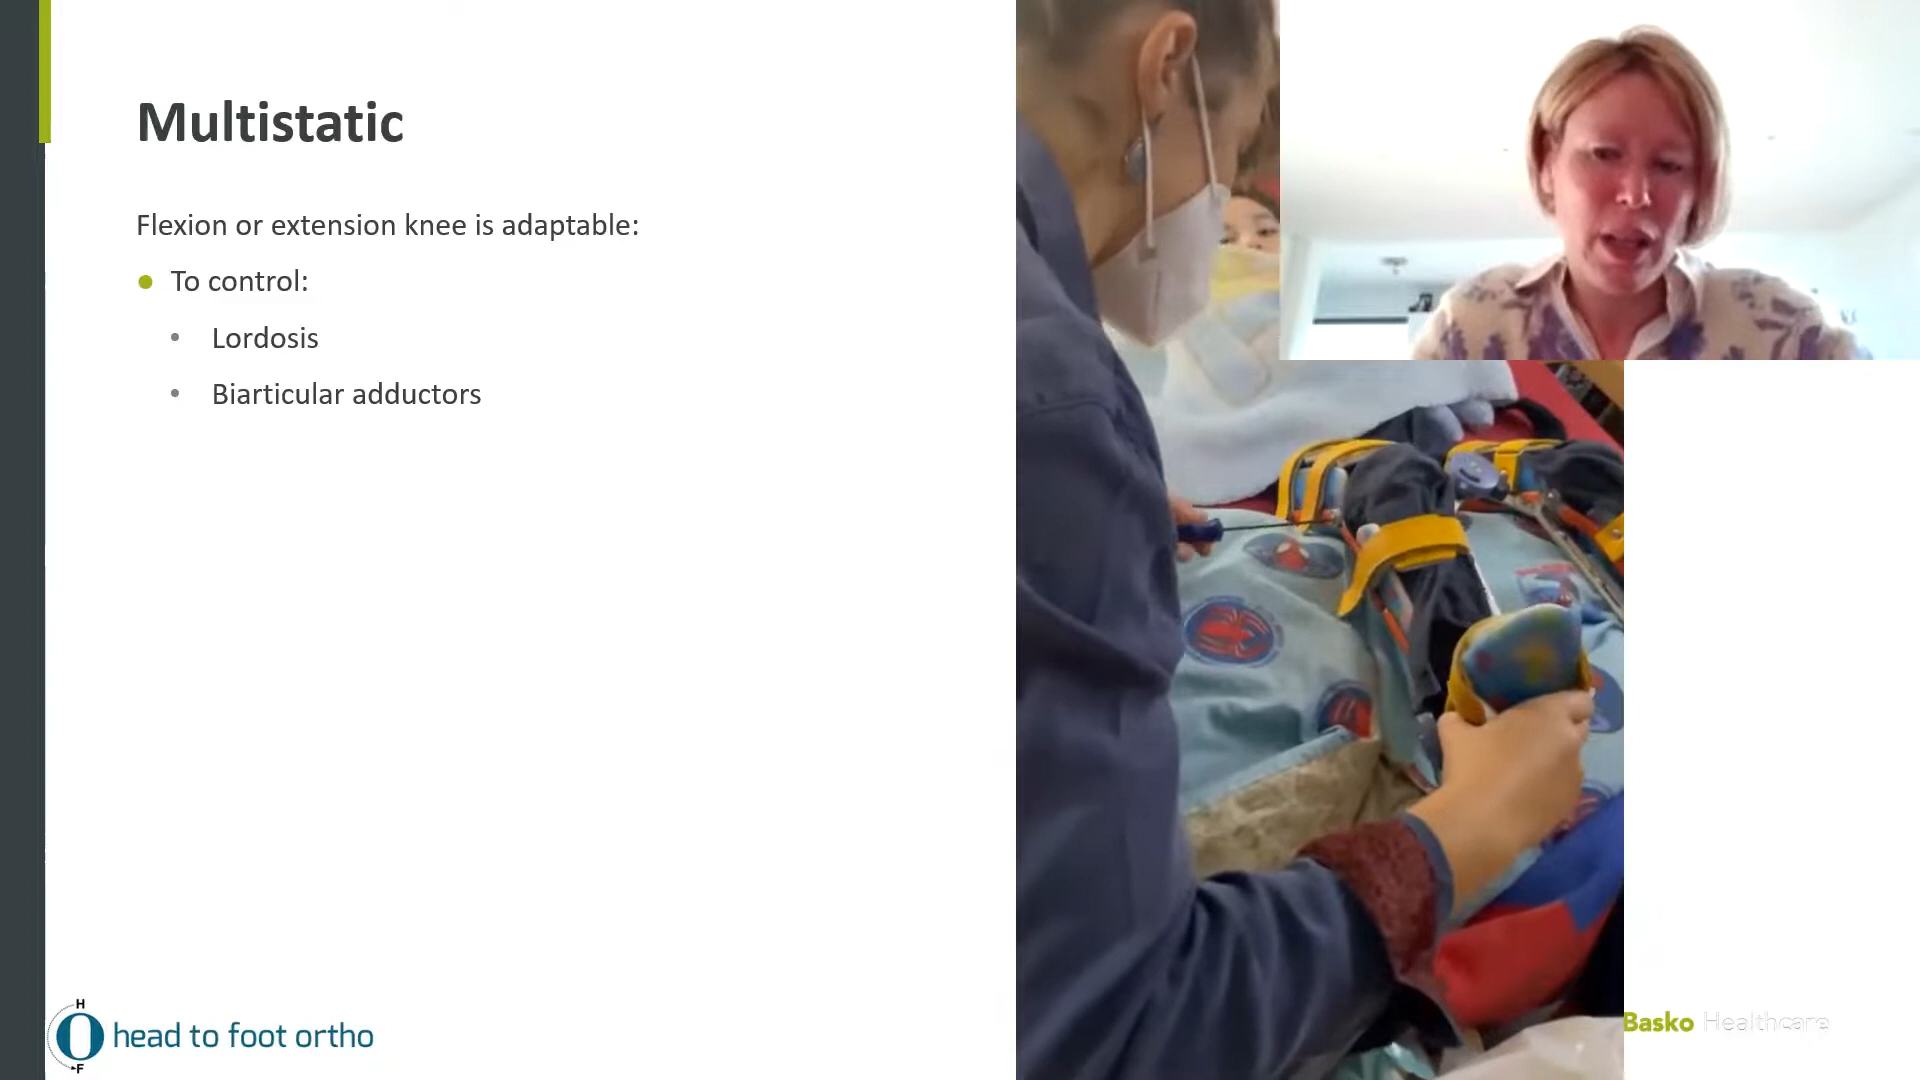 Multistatic
Flexion or extension knee is adaptable:
To control:
Lordosis
Biarticular adductors
H
head to foot ortho
F
Basko Healthcare